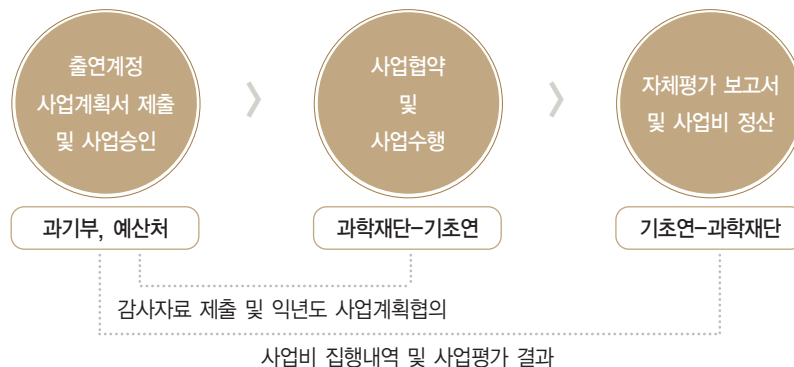 출연계정
사업계획서 제출
및 사업승인
사업협약
및
사업수행
자체평가 보고서
및 사업비 정산
과기부, 예산처
과학재단-기초연
기초연-과학재단
감사자료 제출 및 익년도 사업계획협의
사업비 집행내역 및 사업평가 결과